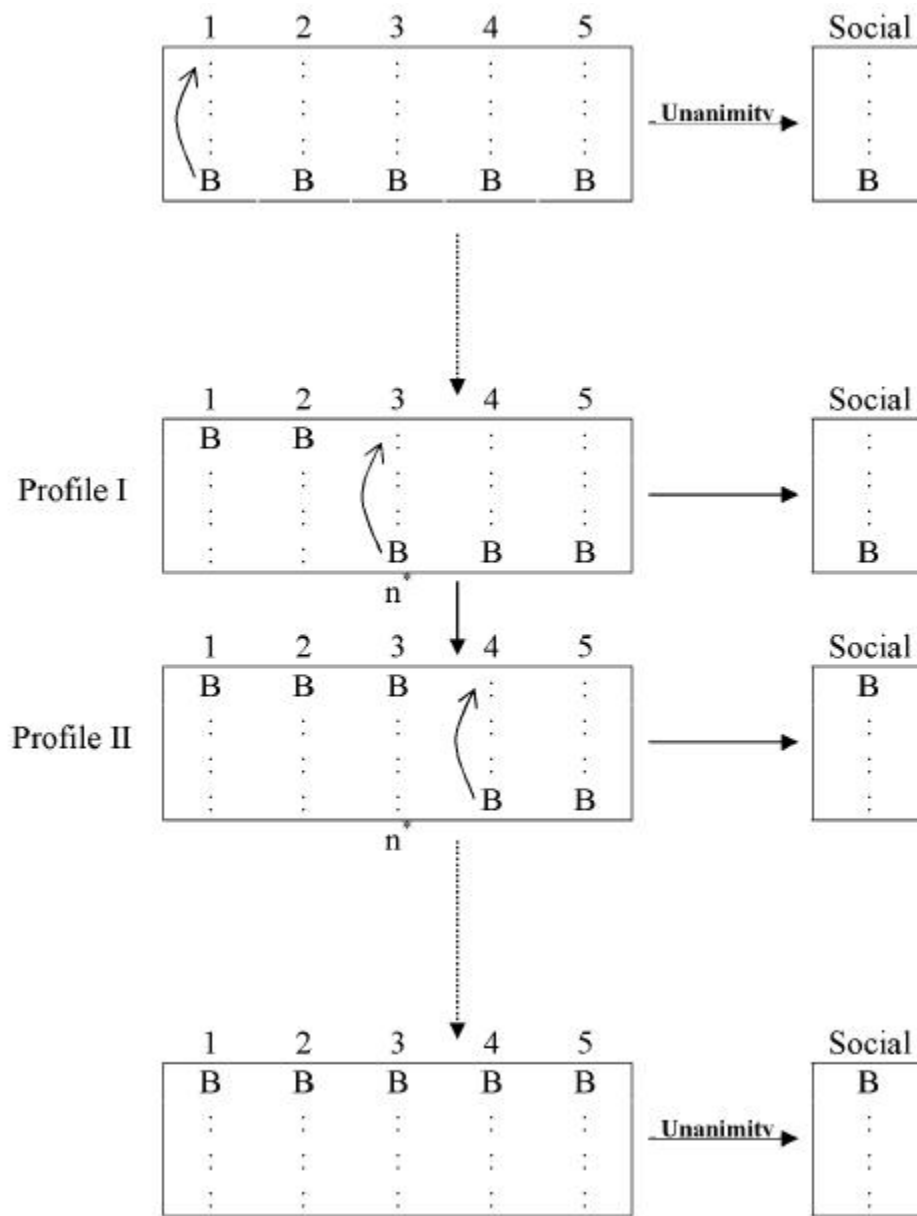 1 2 3 4 5 Social
: : : : : :
: : : : : :
: : : : : :
B B B B B B
Unanimity
1 2 3 4 5 Social
B B : : : :
: : : : : :
: : : : : :
: : B B B B
Profile I
n*
1 2 3 4 5 Social
B B B : : B
: : : : : :
: : : : : :
: : : B B :
Profile II
n*
1 2 3 4 5 Social
B B B B B B
: : : : : :
: : : : : :
: : : : : :
Unanimity